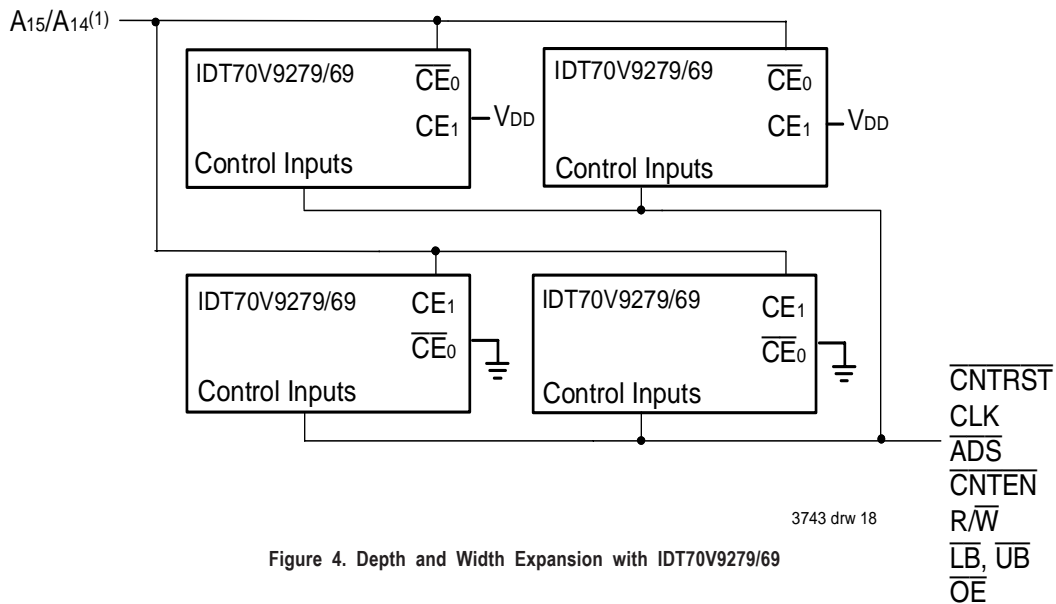 A15/A14(1)
IDT70V9279/69
CE0
CE1
VDD
Control Inputs
IDT70V9279/69
CE0
CE1
VDD
Control Inputs
IDT70V9279/69
CE1
CE0
Control Inputs
IDT70V9279/69
CE1
CE0
Control Inputs
CNTRST
CLK
ADS
CNTEN
R/W
LB, UB
OE
3743 drw 18
Figure 4. Depth and Width Expansion with IDT70V9279/69